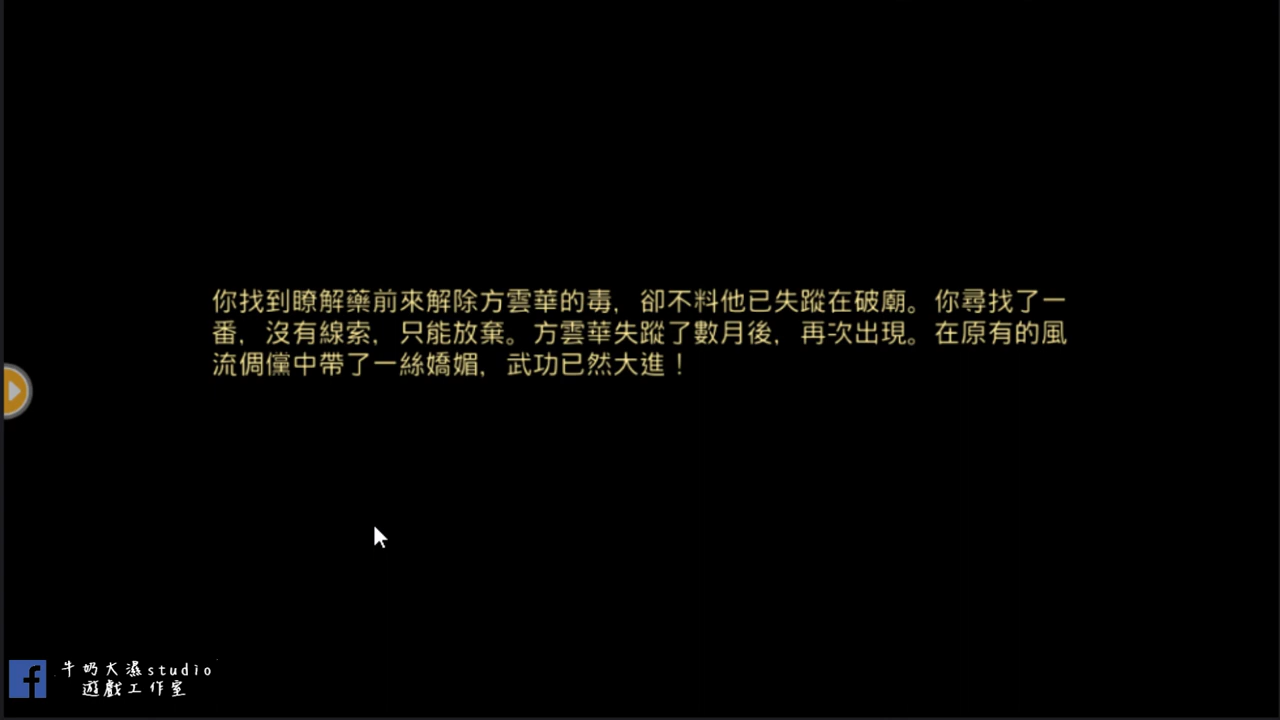 你找到瞭解藥前來解除方雲華的毒，卻不料他已失蹤在破廟。你尋找了一
番，沒有線索，只能放棄。方雲華失蹤了數月後，再次出現。在原有的風
流倜儻中帶了一絲嬌媚，武功已然大進！
牛奶大濕studio
遊戲工作室